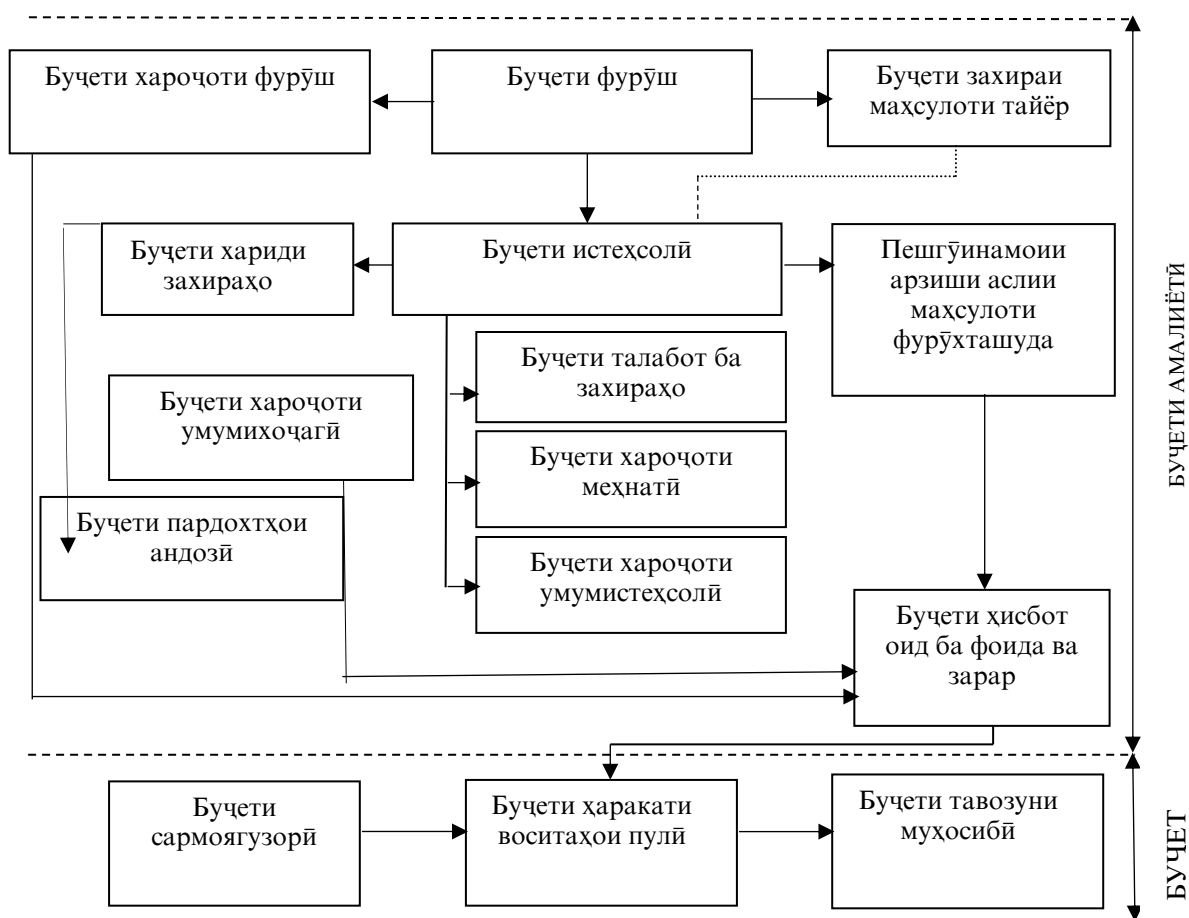 Буҷети хароҷоти фурӯш
Буҷети фурӯш
Буҷети захираи
маҳсулоти тайёр
Буҷети хариди
захираҳо
Буҷети истеҳсолӣ
Пешгӯинамоии
арзиши аслии
маҳсулоти
фурӯхташуда
Буҷети талабот ба
захираҳо
Буҷети хароҷоти
умумихоҷагӣ
Буҷети хароҷоти
меҳнатӣ
Буҷети пардохтҳои
андозӣ
Буҷети хароҷоти
умумистеҳсолӣ
Буҷети ҳисбот
оид ба фоида ва
зарар
БУҶЕТИ АМАЛИЁТӢ
Буҷети
сармоягузорӣ
Буҷети ҳаракати
воситаҳои пулӣ
Буҷети тавозуни
муҳосибӣ
БУҶЕТ